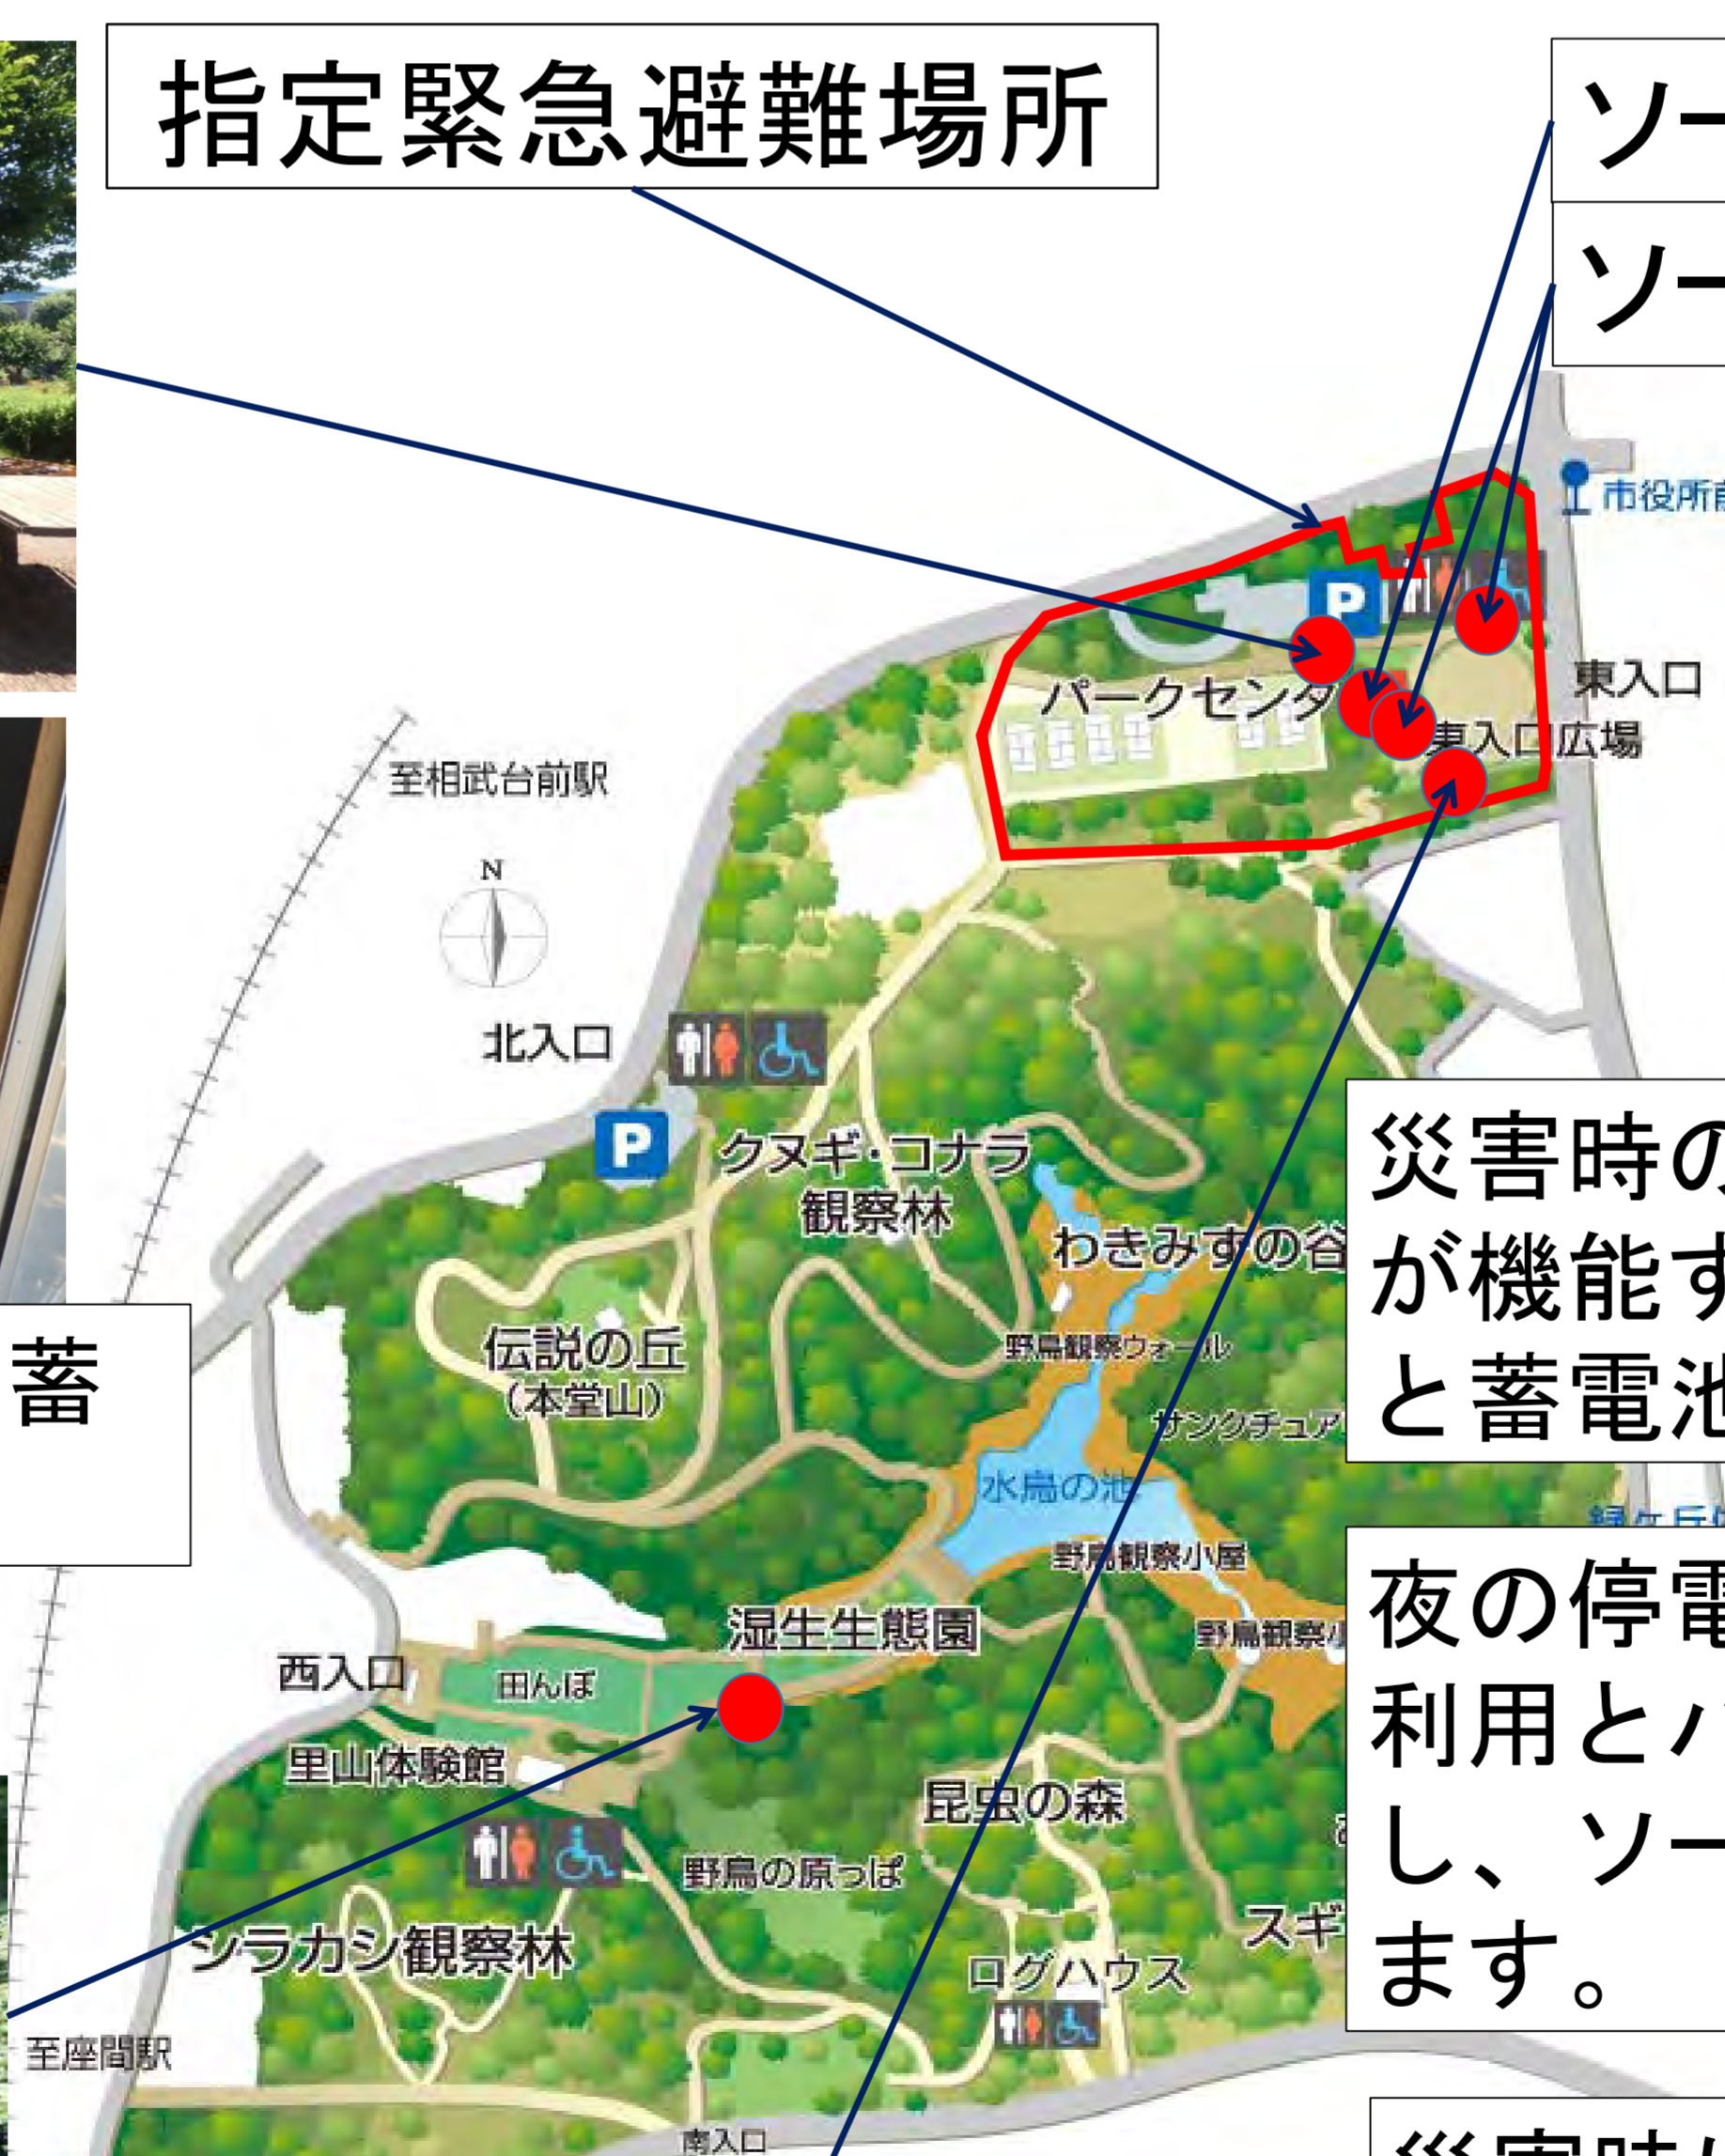 指定緊急避難場所
ソー
ソー
市役所前
P
パークセンタ
東入口
東入口広場
至相武台前駅
N
北入口
P
クヌギ・コナラ
観察林
わきみずの谷
災害時の
が機能す
と蓄電池
野鳥観察ウォール
伝説の丘
（本堂山）
蓄
サンクチュア
水鳥の池
緑ケ丘
野鳥観察小屋
夜の停電
利用とパ
し、ソー
ます。
湿生生態園
野鳥観察小
西入口
田んぼ
里山体験館
昆虫の森
野鳥の原っぱ
シラカシ観察林
スギ
ログハウス
至座間駅
南入口
災害時